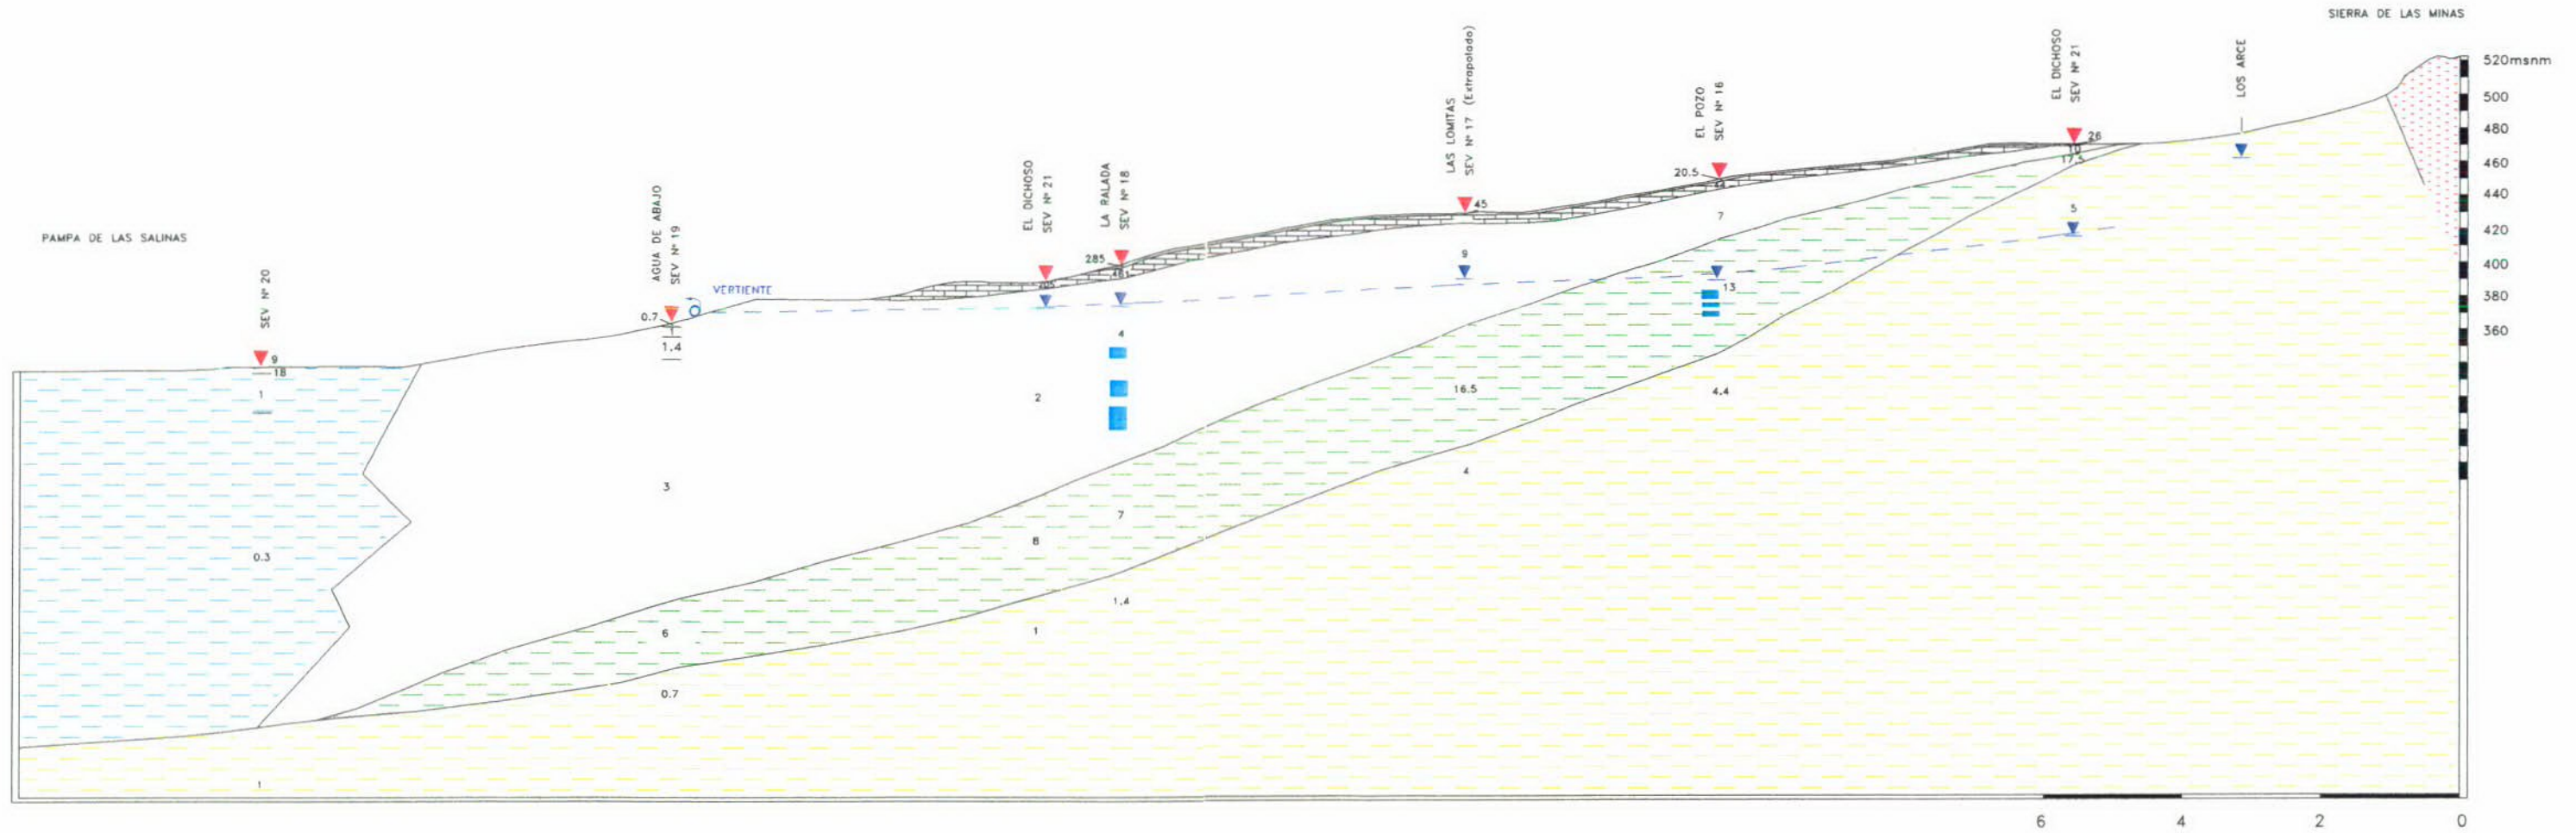 SIERRA DE LAS MINAS
520msnm
500
480
460
440
420
400
380
360
PAMPA DE LAS SALINAS
SEV Nº 20
9
18
1
0.3
1
AGUA DE ABAJO
SEV Nº 19
0.7
1.4
3
6
0.7
VERTIENTE
EL DICHOSO
SEV Nº 21
2
8
1
LA RALADA
SEV Nº 18
285
4
7
1.4
LAS LOMITAS
SEV Nº 17 (Extrapolado)
45
9
16.5
4
EL POZO
SEV Nº 16
20.5
7
13
4.4
EL DICHOSO
SEV Nº 21
26
10
17.5
5
LOS ARCE
6 4 2 0